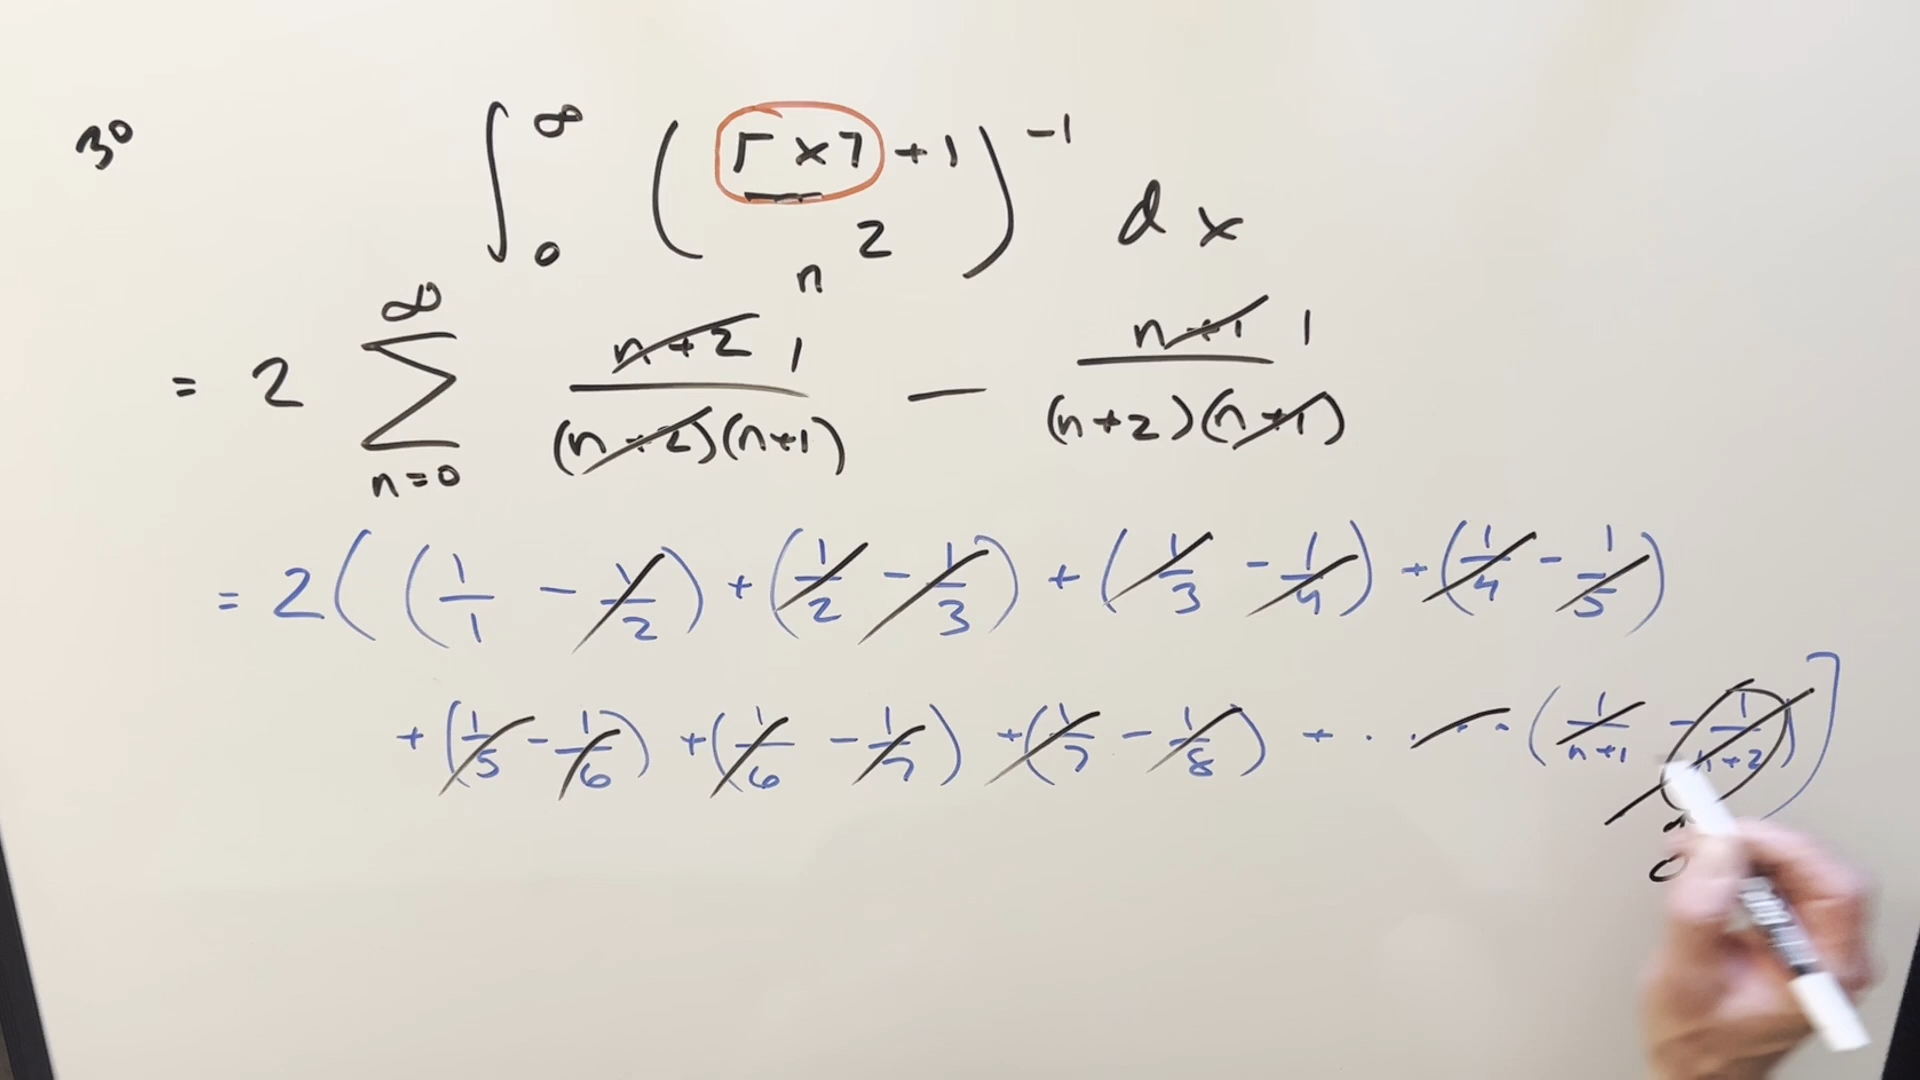 30 ∫₀^∞ (⌈x⌉+1 n 2)⁻¹ dx
= 2 ∑_{n=0}^{∞} n+2 1 / (n+2)(n+1) — n+1 1 / (n+2)(n+1)
= 2( (1/1 - 1/2) + (1/2 - 1/3) + (1/3 - 1/4) + (1/4 - 1/5)
+ (1/5 - 1/6) + (1/6 - 1/7) + (1/7 - 1/8) + . . . . (1/n+1 - 1/n+2) ]
0